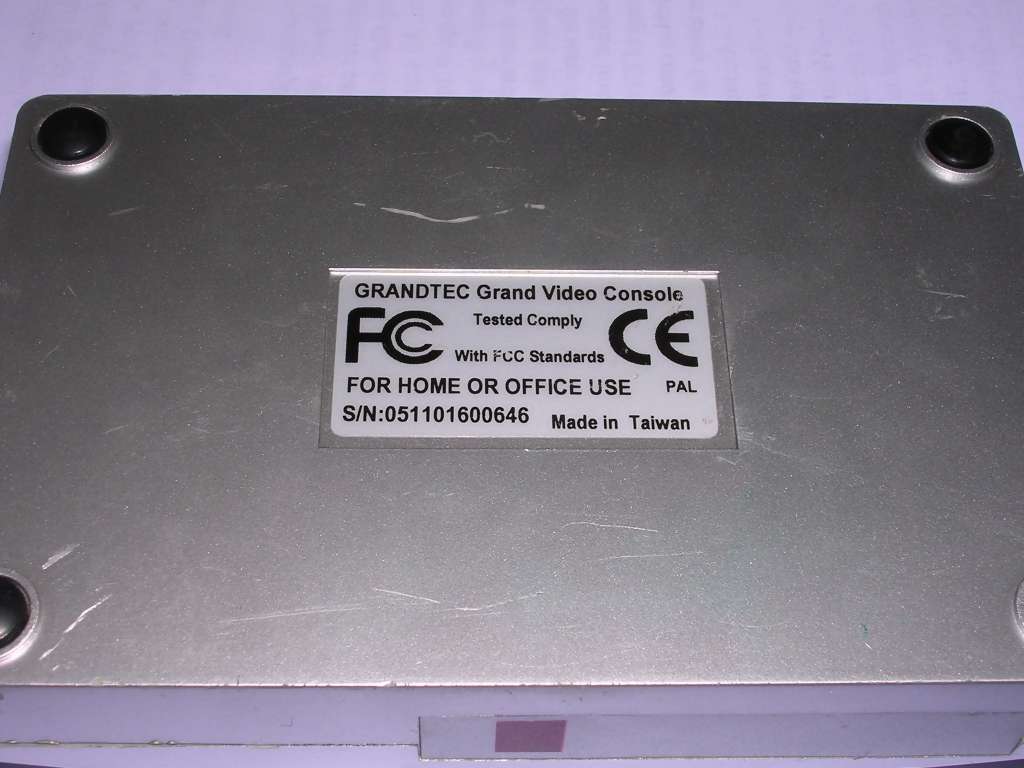 GRANDTEC Grand Video Console
FCC Tested Comply CE
With FCC Standards
FOR HOME OR OFFICE USE PAL
S/N:051101600646 Made in Taiwan